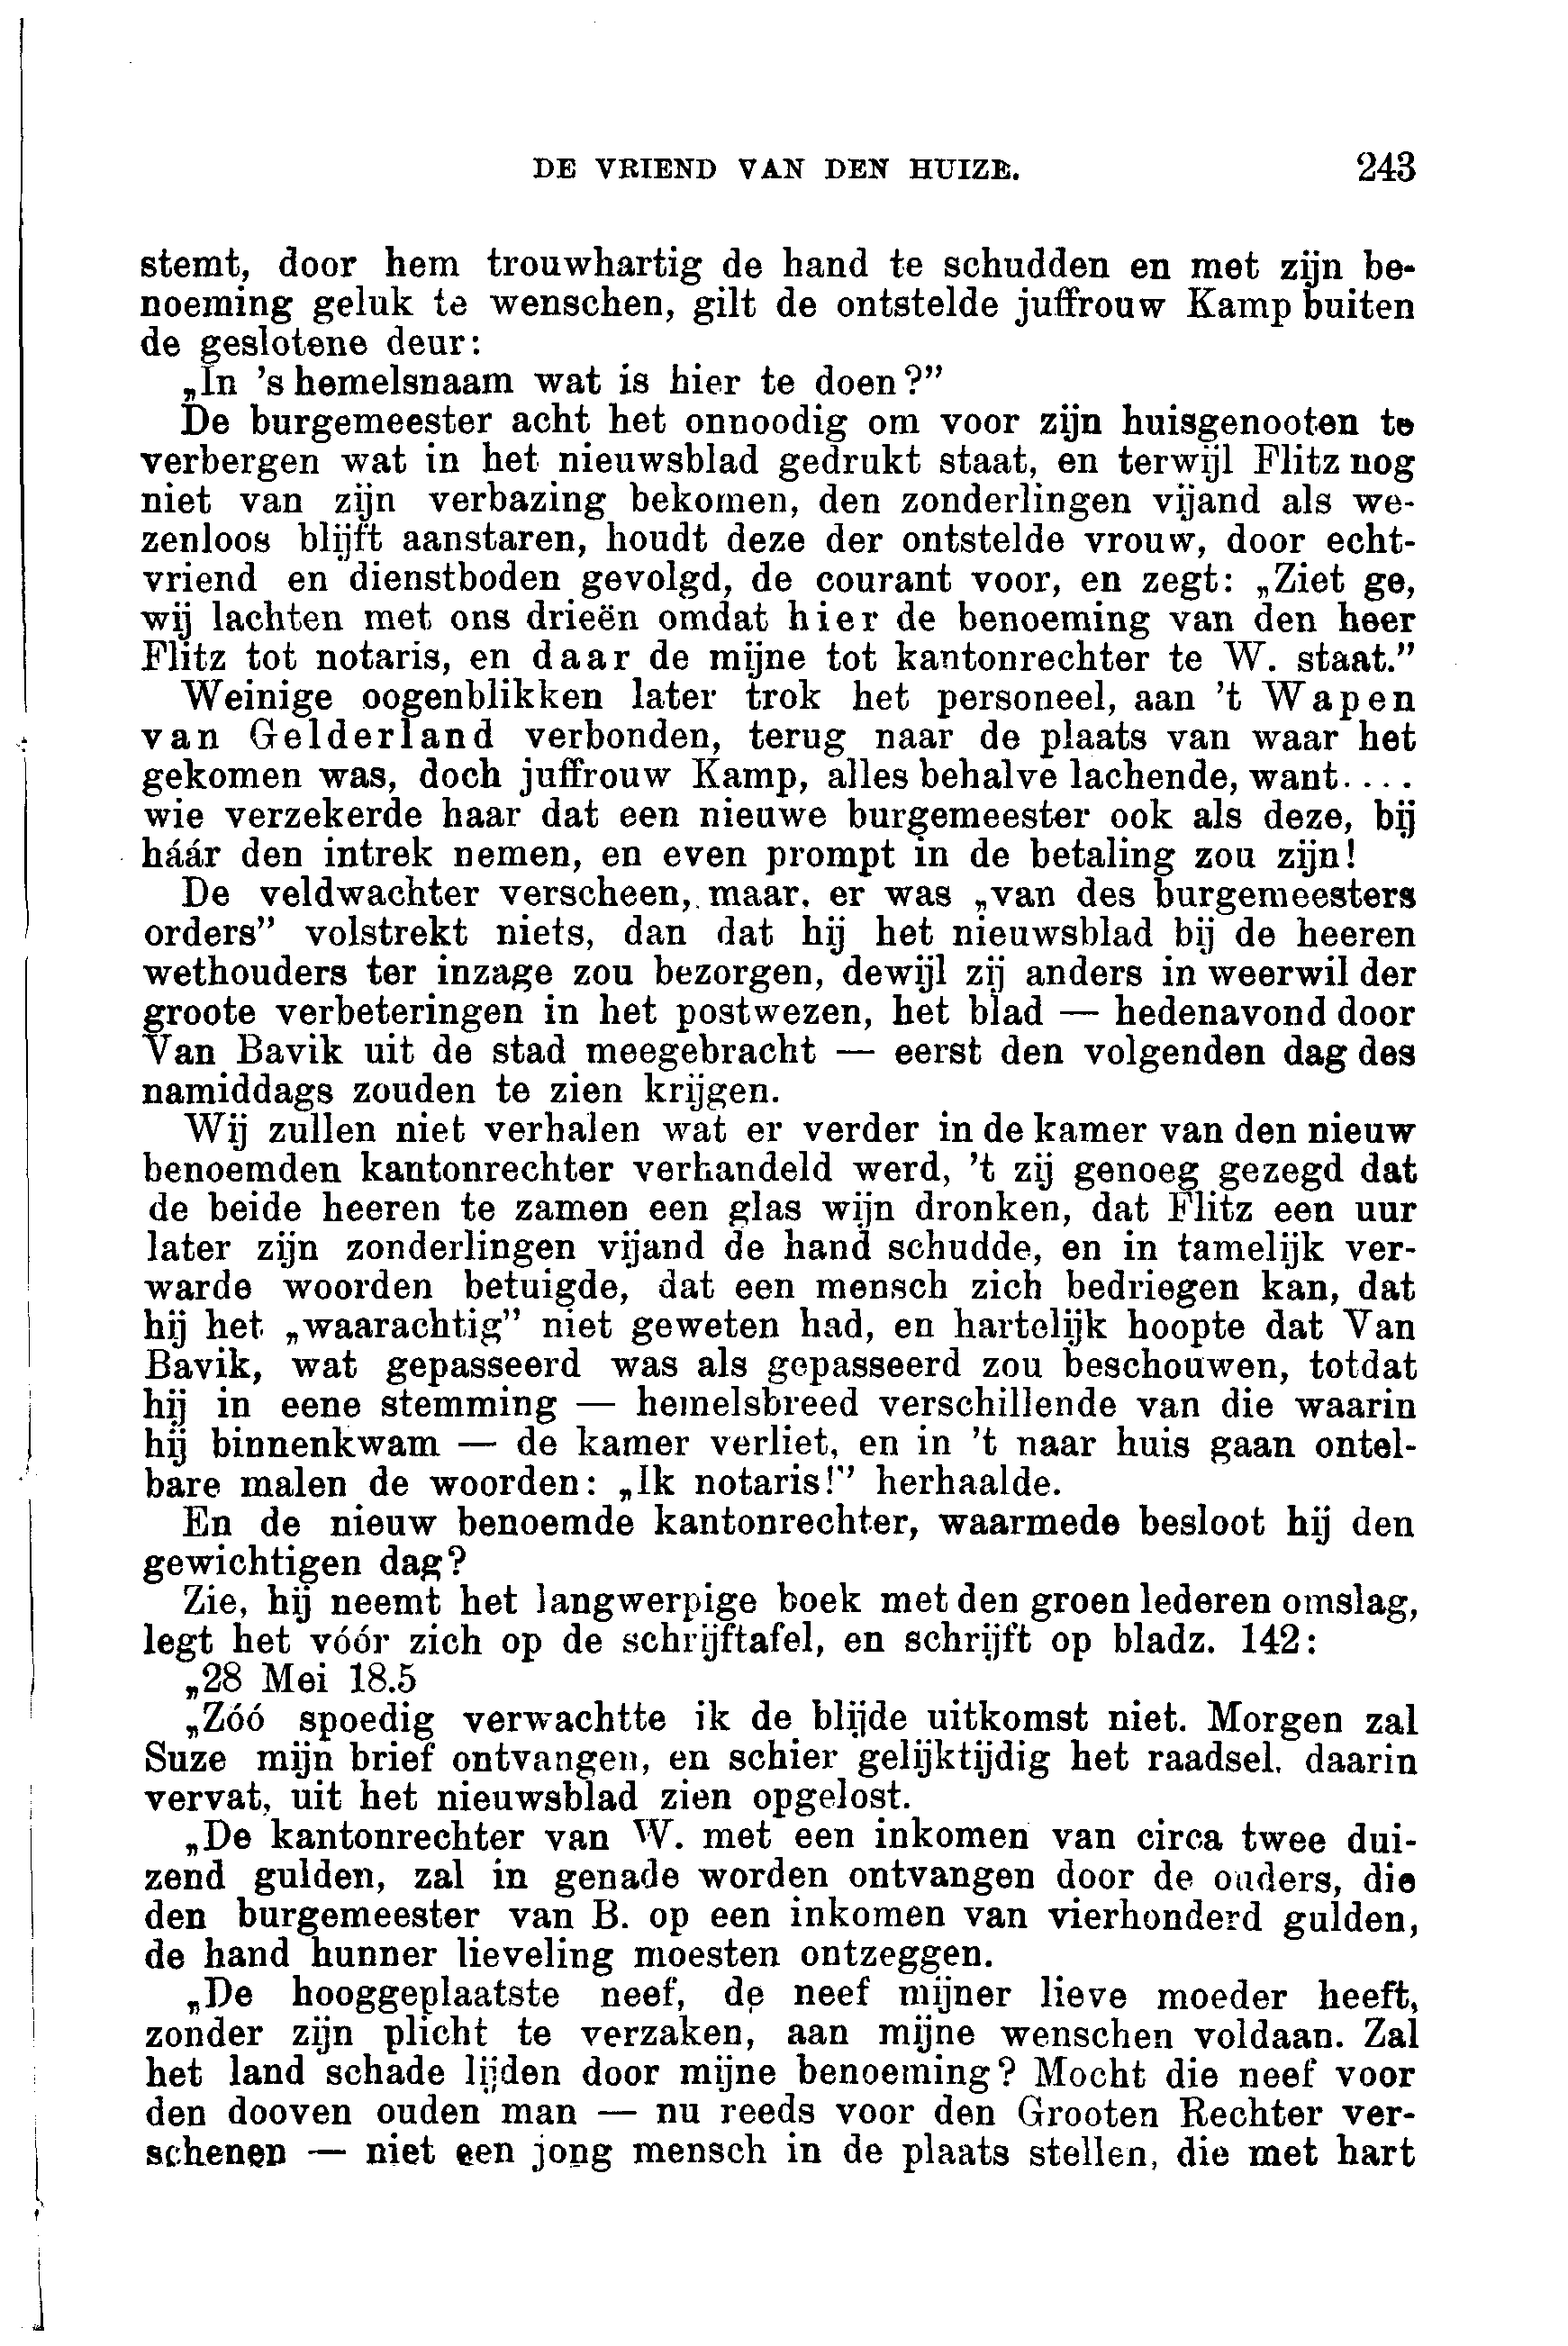 DE VRIEND VAN DEN HUIZE. 243
stemt, door hem trouwhartig de hand te schudden en met zijn be-
noeming geluk te wenschen, gilt de ontstelde juffrouw Kamp buiten
de geslotene deur:
„In 's hemelsnaam wat is hier te doen?”
De burgemeester acht het onnoodig om voor zijn huisgenooten te
verbergen wat in het nieuwsblad gedrukt staat, en terwijl Flitz nog
niet van zijn verbazing bekomen, den zonderlingen vijand als we-
zenloos blijft aanstaren, houdt deze der ontstelde vrouw, door echt-
vriend en dienstboden gevolgd, de courant voor, en zegt: „Ziet ge,
wij lachten met ons drieën omdat hier de benoeming van den heer
Flitz tot notaris, en daar de mijne tot kantonrechter te W. staat.”
Weinige oogenblikken later trok het personeel, aan 't Wapen
van Gelderland verbonden, terug naar de plaats van waar het
gekomen was, doch juffrouw Kamp, alles behalve lachende, want....
wie verzekerde haar dat een nieuwe burgemeester ook als deze, bij
háár den intrek nemen, en even prompt in de betaling zou zijn!
De veldwachter verscheen, maar. er was „van des burgemeesters
orders” volstrekt niets, dan dat hij het nieuwsblad bij de heeren
wethouders ter inzage zou bezorgen, dewijl zij anders in weerwil der
groote verbeteringen in het postwezen, het blad — hedenavond door
Van Bavik uit de stad meegebracht — eerst den volgenden dag des
namiddags zouden te zien krijgen.
Wij zullen niet verhalen wat er verder in de kamer van den nieuw
benoemden kantonrechter verhandeld werd, 't zij genoeg gezegd dat
de beide heeren te zamen een glas wijn dronken, dat Flitz een uur
later zijn zonderlingen vijand de hand schudde, en in tamelijk ver-
warde woorden betuigde, dat een mensch zich bedriegen kan, dat
hij het „waarachtig” niet geweten had, en hartelijk hoopte dat Van
Bavik, wat gepasseerd was als gepasseerd zou beschouwen, totdat
hij in eene stemming — hemelsbreed verschillende van die waarin
hij binnenkwam — de kamer verliet, en in 't naar huis gaan ontel-
bare malen de woorden: „Ik notaris!” herhaalde.
En de nieuw benoemde kantonrechter, waarmede besloot hij den
gewichtigen dag?
Zie, hij neemt het langwerpige boek met den groen lederen omslag,
legt het vóór zich op de schrijftafel, en schrijft op bladz. 142:
„28 Mei 18.5
„Zóó spoedig verwachtte ik de blijde uitkomst niet. Morgen zal
Suze mijn brief ontvangen, en schier gelijktijdig het raadsel. daarin
vervat, uit het nieuwsblad zien opgelost.
„De kantonrechter van W. met een inkomen van circa twee dui-
zend gulden, zal in genade worden ontvangen door de ouders, die
den burgemeester van B. op een inkomen van vierhonderd gulden,
de hand hunner lieveling moesten ontzeggen.
„De hooggeplaatste neef, de neef mijner lieve moeder heeft,
zonder zijn plicht te verzaken, aan mijne wenschen voldaan. Zal
het land schade lijden door mijne benoeming? Mocht die neef voor
den dooven ouden man — nu reeds voor den Grooten Rechter ver-
schenen — niet een jong mensch in de plaats stellen, die met hart